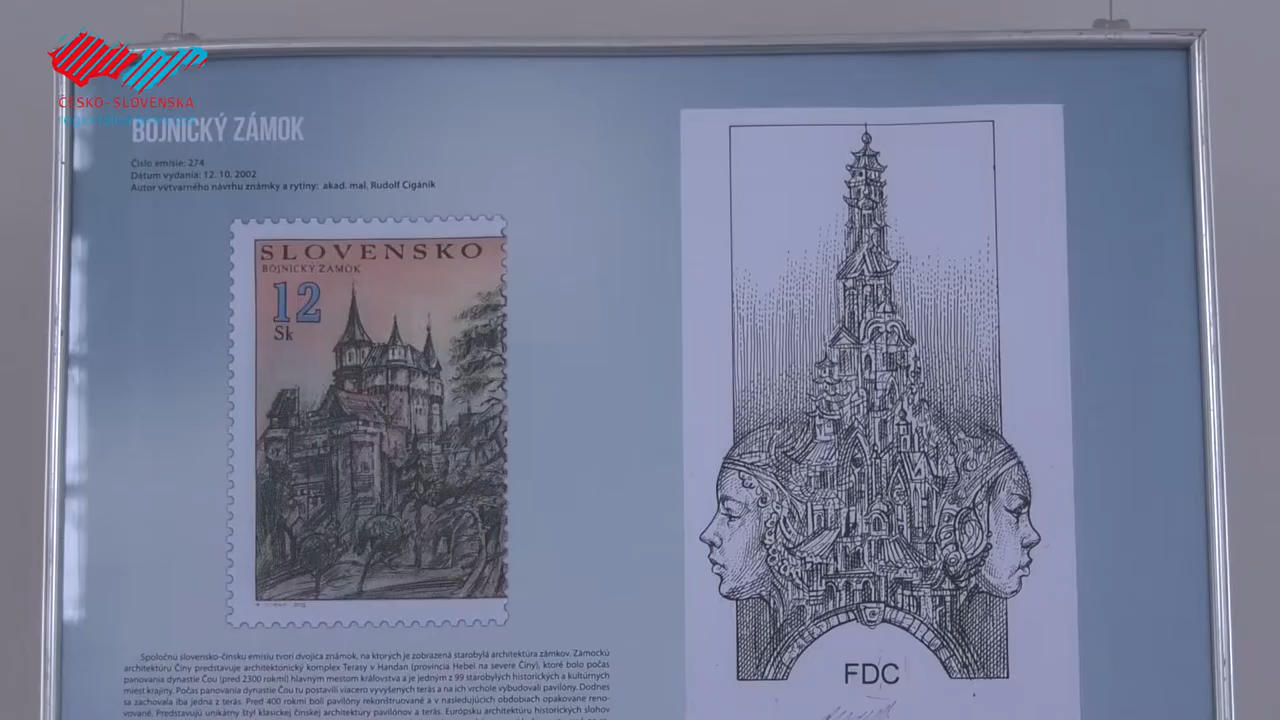 ČESKO-SLOVENSKA
BOJNICKÝ ZÁMOK
Číslo emisie: 274
Dátum vydania: 12. 10. 2002
Autor výtvarného návrhu známky a rytiny: akad. mal. Rudolf Cigánik
SLOVENSKO
BOJNICKÝ ZÁMOK
12
Sk
FDC
Spoločnú slovensko-čínsku emisiu tvorí dvojica známok, na ktorých je zobrazená starobylá architektúra zámkov. Zámockú
architektúru Číny predstavuje architektonický komplex Terasy v Handan (provincia Hebei na severe Číny), ktoré bolo počas
panovania dynastie Čou (pred 2300 rokmi) hlavným mestom kráľovstva a je jedným z 99 starobylých historických a kultúrnych
miest krajiny. Počas panovania dynastie Čou tu postavili viacero vyvýšených terás a na ich vrchole vybudovali pavilóny. Dodnes
sa zachovala iba jedna z terás. Pred 400 rokmi boli pavilóny rekonštruované a v nasledujúcich obdobiach opakovane reno-
vované. Predstavujú unikátny štýl klasickej čínskej architektúry pavilónov a terás. Európsku architektúru historických slohov